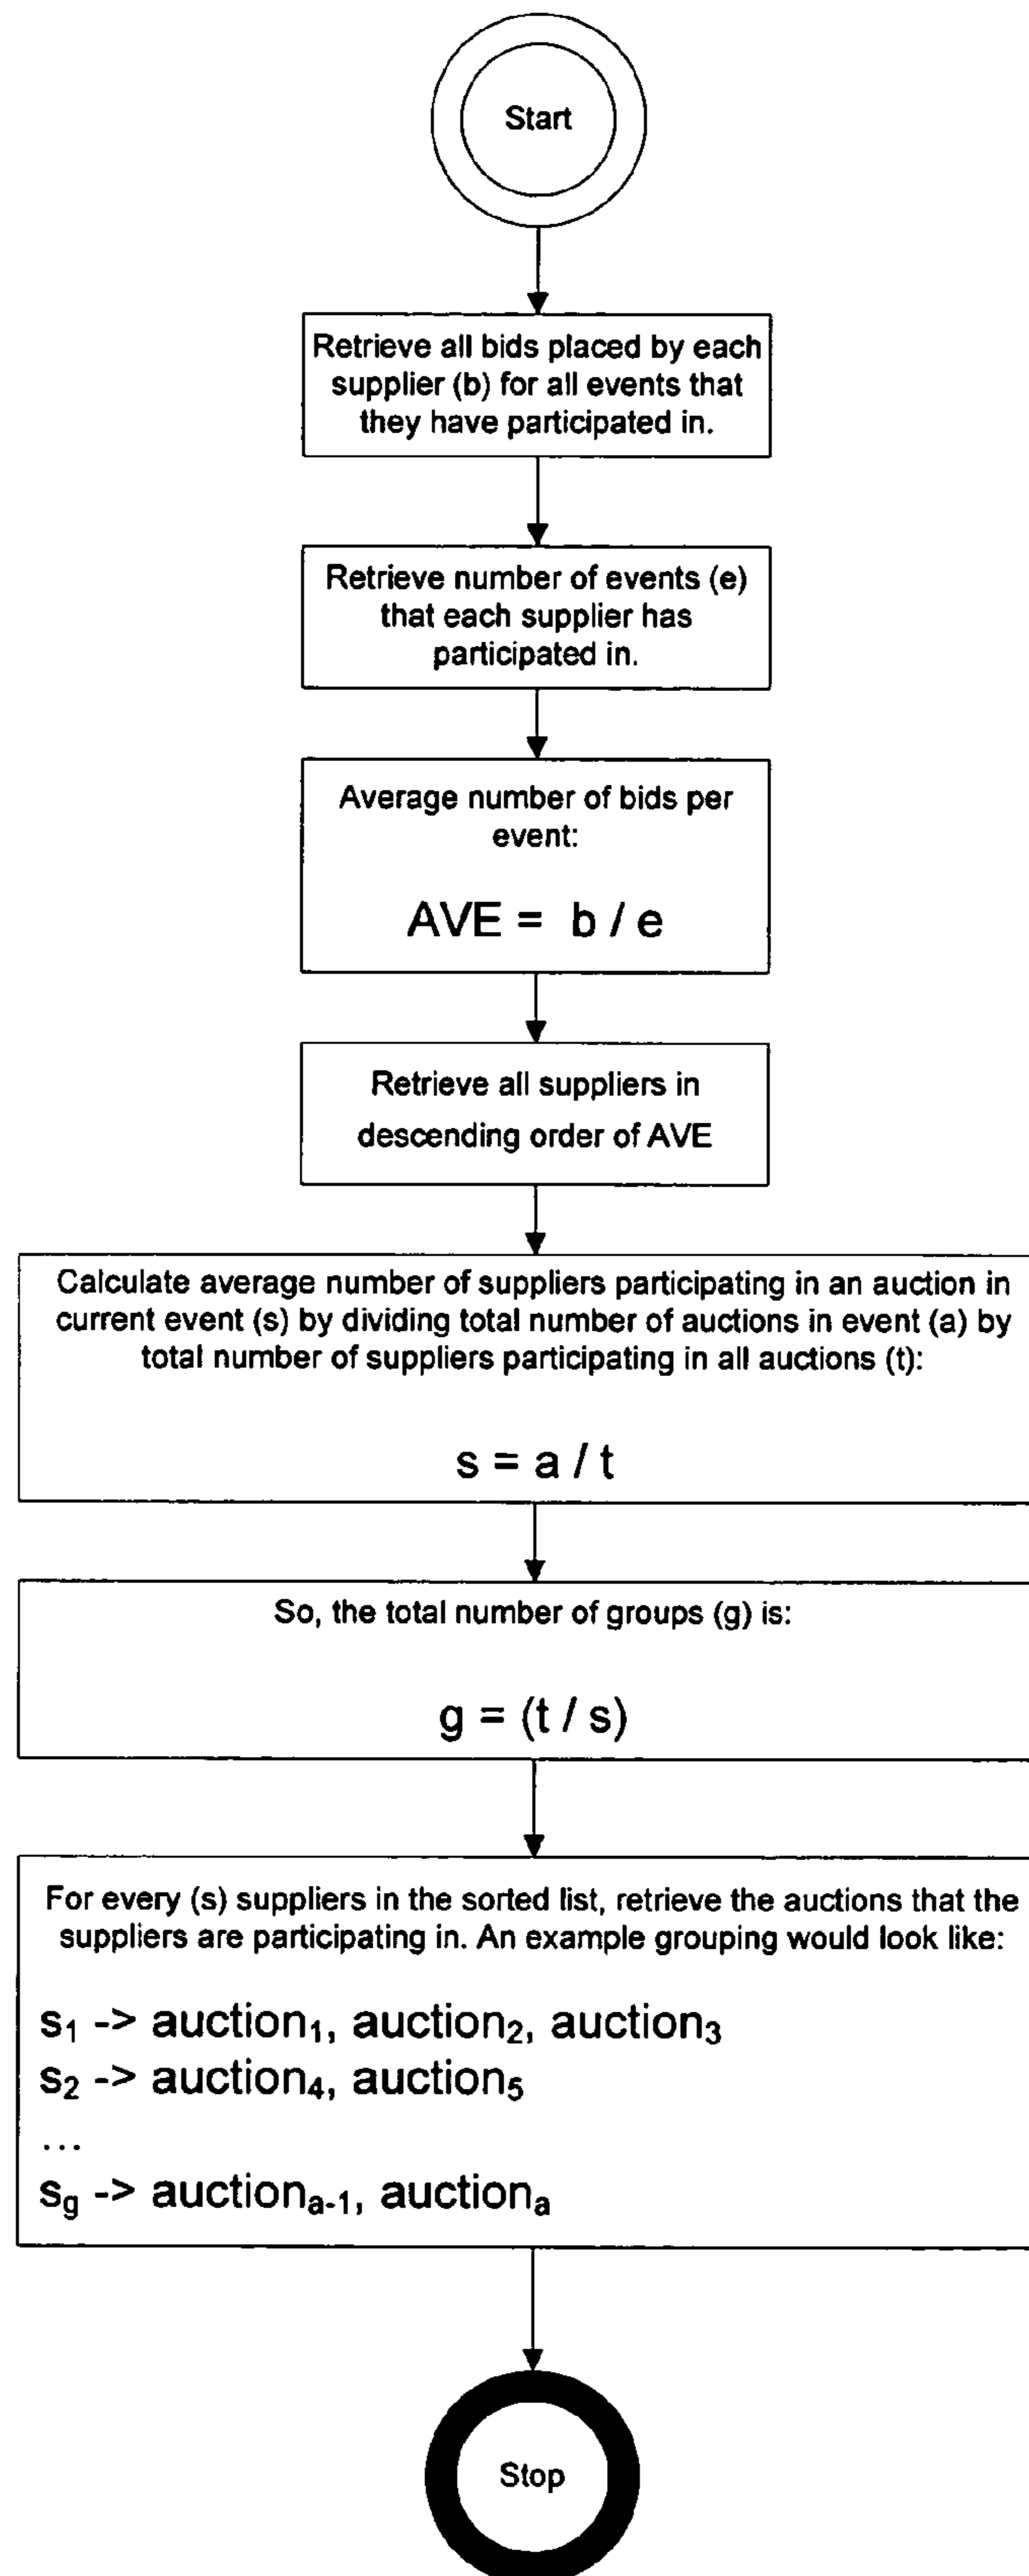 Start
Retrieve all bids placed by each
supplier (b) for all events that
they have participated in.
Retrieve number of events (e)
that each supplier has
participated in.
Average number of bids per
event:
AVE = b / e
Retrieve all suppliers in
descending order of AVE
Calculate average number of suppliers participating in an auction in
current event (s) by dividing total number of auctions in event (a) by
total number of suppliers participating in all auctions (t):
s = a / t
So, the total number of groups (g) is:
g = (t / s)
For every (s) suppliers in the sorted list, retrieve the auctions that the
suppliers are participating in. An example grouping would look like:
s₁ -> auction₁, auction₂, auction₃
s₂ -> auction₄, auction₅
...
s_g -> auction_{a-1}, auction_a
Stop